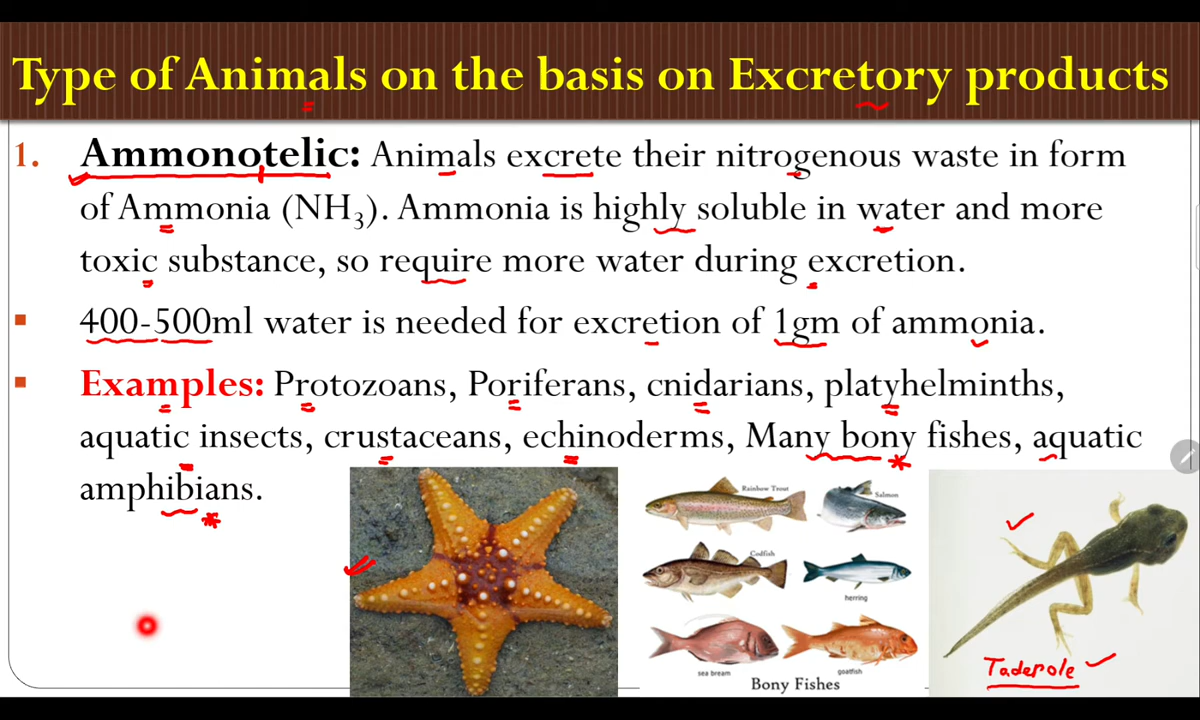 Type of Animals on the basis on Excretory products
1. Ammonotelic: Animals excrete their nitrogenous waste in form
of Ammonia (NH₃). Ammonia is highly soluble in water and more
toxic substance, so require more water during excretion.
▪ 400-500ml water is needed for excretion of 1gm of ammonia.
▪ Examples: Protozoans, Poriferans, cnidarians, platyhelminths,
aquatic insects, crustaceans, echinoderms, Many bony fishes, aquatic
amphibians.
Rainbow Trout
Salmon
Codfish
herring
sea bream
goatfish
Bony Fishes
Taderole